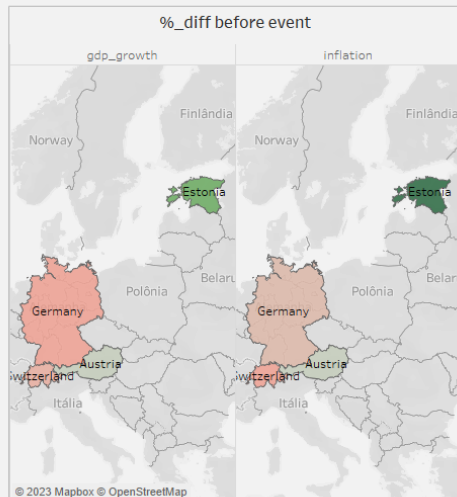 %_diff before event
gdp_growth
inflation
Finlândia
Norway
Estonia
Belaru
Polônia
Germany
Austria
witzerland
Itália
Finlândi
Norway
Estonia
Belar
Polônia
Germany
Austria
witzerland
Itália
© 2023 Mapbox © OpenStreetMap